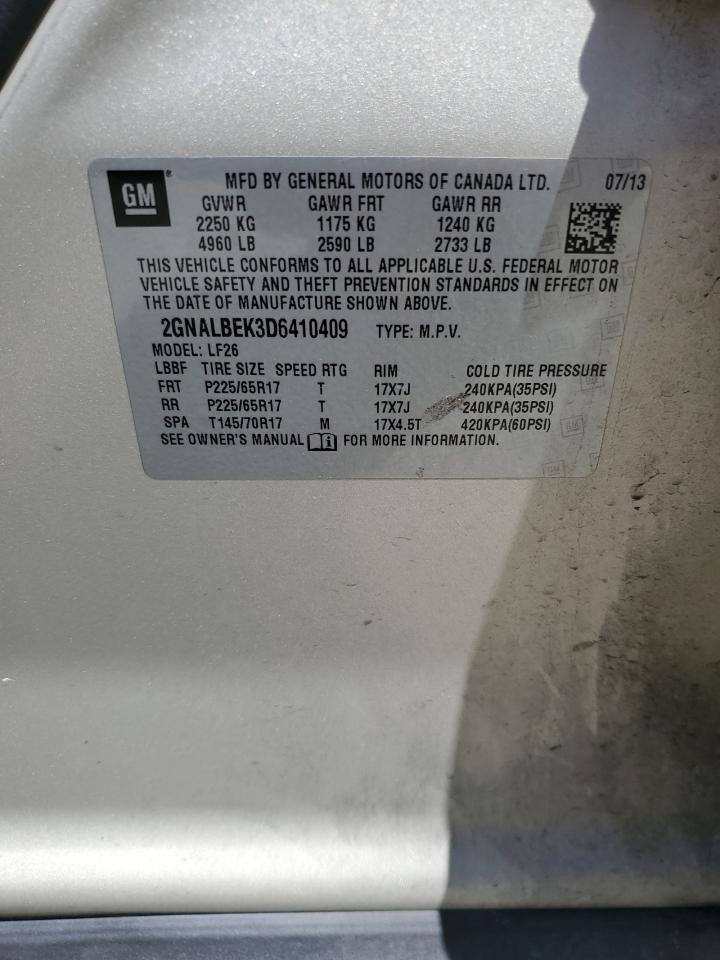 GM ® MFD BY GENERAL MOTORS OF CANADA LTD. 07/13
GVWR GAWR FRT GAWR RR
2250 KG 1175 KG 1240 KG
4960 LB 2590 LB 2733 LB
THIS VEHICLE CONFORMS TO ALL APPLICABLE U.S. FEDERAL MOTOR
VEHICLE SAFETY AND THEFT PREVENTION STANDARDS IN EFFECT ON
THE DATE OF MANUFACTURE SHOWN ABOVE.
2GNALBEK3D6410409 TYPE: M.P.V.
MODEL: LF26
LBBF TIRE SIZE SPEED RTG RIM COLD TIRE PRESSURE
FRT P225/65R17 T 17X7J 240KPA(35PSI)
RR P225/65R17 T 17X7J 240KPA(35PSI)
SPA T145/70R17 M 17X4.5T 420KPA(60PSI)
SEE OWNER'S MANUAL FOR MORE INFORMATION.